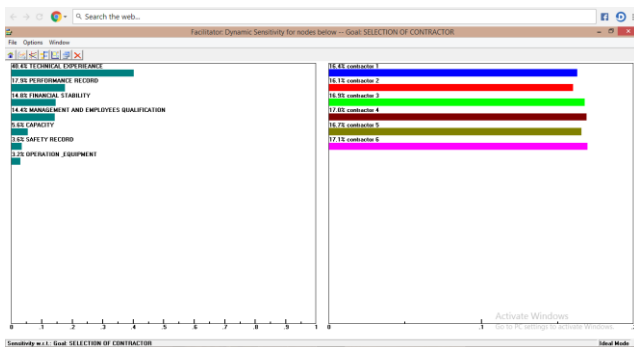 Search the web...
Facilitator: Dynamic Sensitivity for nodes below -- Goal: SELECTION OF CONTRACTOR
File Options Window
40.4% TECHNICAL EXPERIEANCE
17.9% PERFORMANCE RECORD
14.8% FINANCIAL STABILITY
14.4% MANAGEMENT AND EMPLOYEES QUALIFICATION
5.6% CAPACITY
3.6% SAFETY RECORD
3.2% OPERATION ,EQUIPMENT
0 .1 .2 .3 .4 .5 .6 .7 .8 .9 1
16.4% contractor 1
16.1% contractor 2
16.9% contractor 3
17.0% contractor 4
16.7% contractor 5
17.1% contractor 6
0 .1
Activate Windows
Go to PC settings to activate Windows.
Sensitivity w.r.t.: Goal: SELECTION OF CONTRACTOR
Ideal Mode